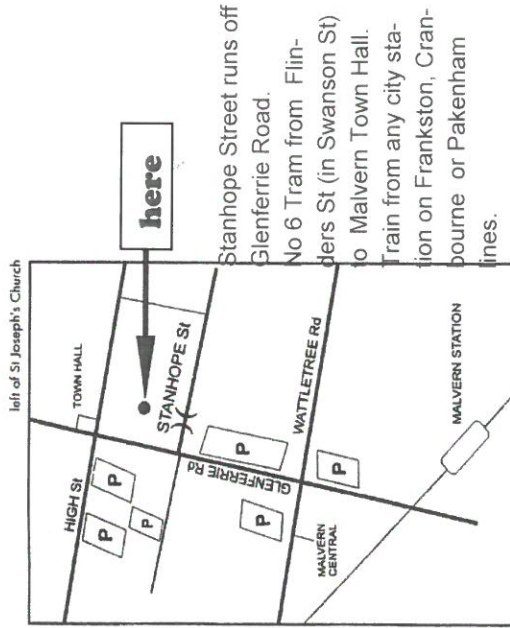 left of St Joseph's Church
TOWN HALL
HIGH St
P
P
P
here
STANHOPE St
GLENFERRIE Rd
P
P
WATTLETREE Rd
P
MALVERN
CENTRAL
MALVERN STATION
Stanhope Street runs off
Glenferrie Road.
No 6 Tram from Flin-
ders St (in Swanson St)
to Malvern Town Hall.
Train from any city sta-
tion on Frankston, Cran-
bourne or Pakenham
lines.